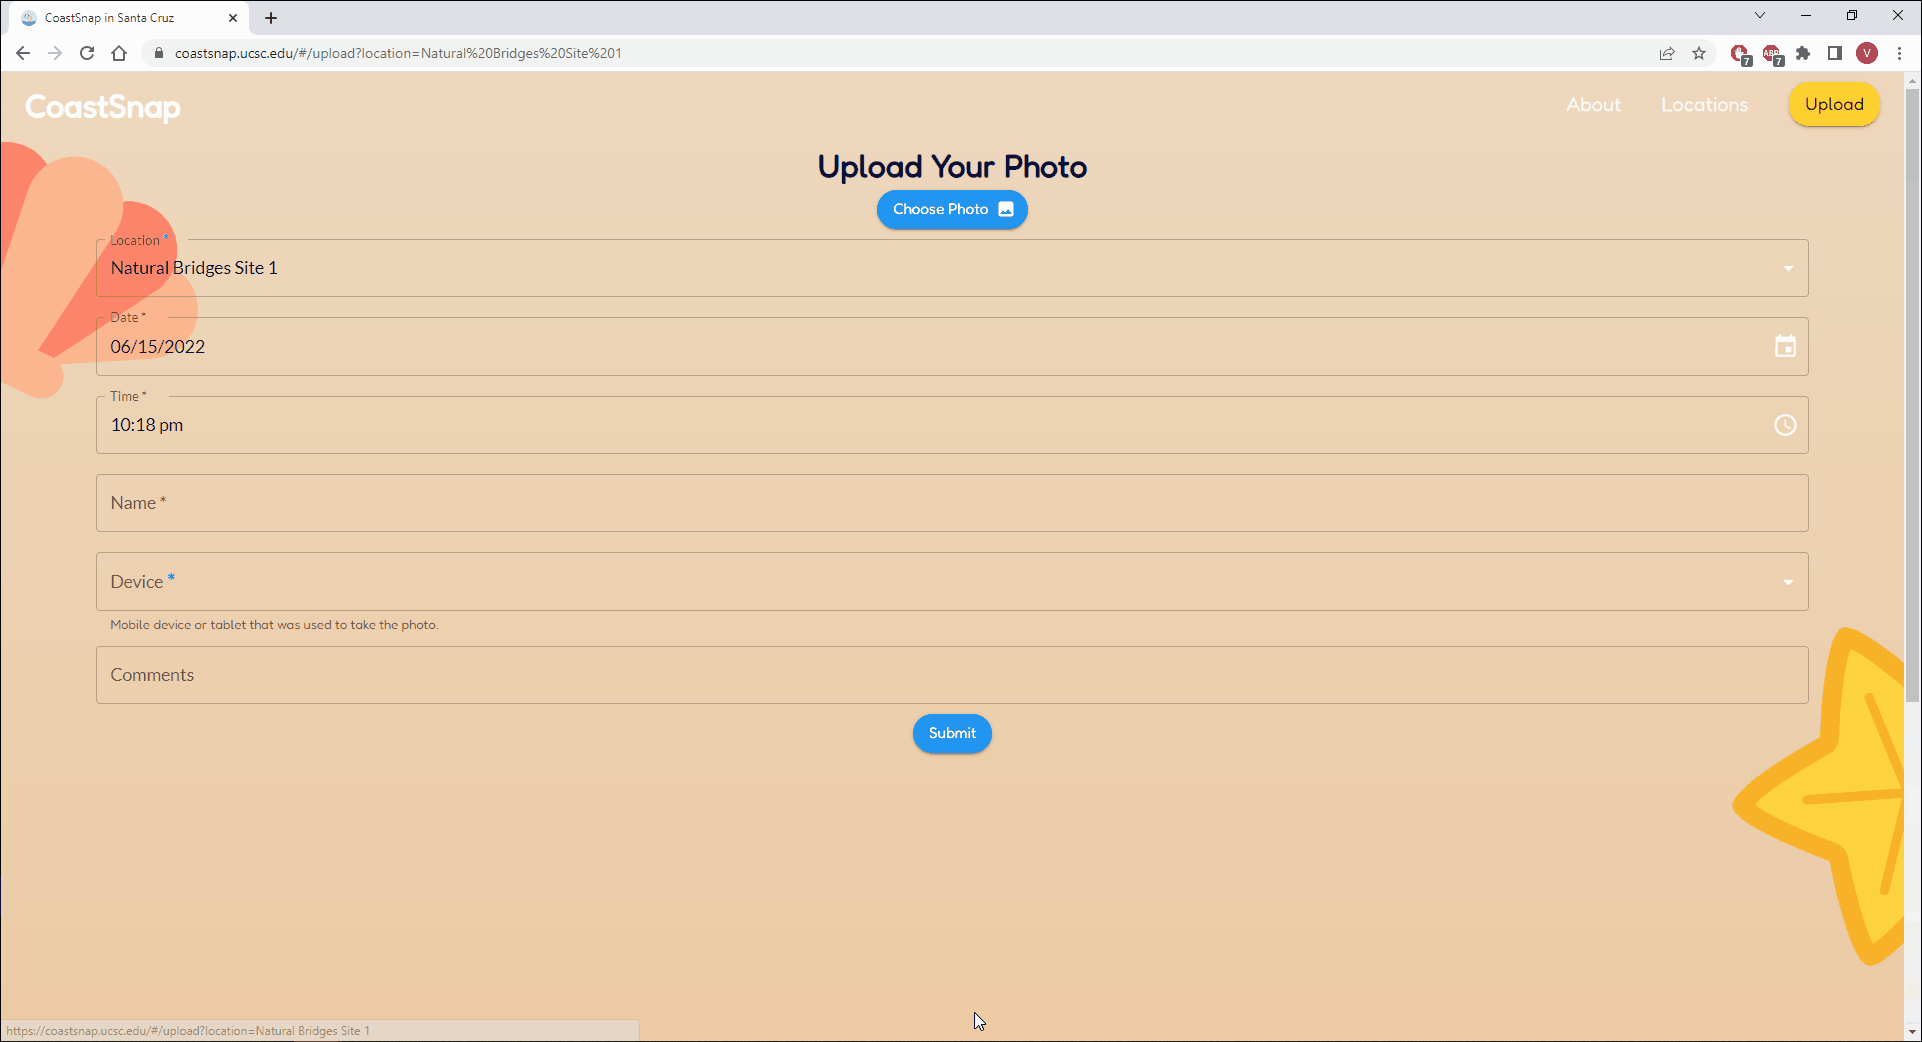 CoastSnap in Santa Cruz
coastsnap.ucsc.edu/#/upload?location=Natural%20Bridges%20Site%201
7
ABP
7
V
CoastSnap
About
Locations
Upload
Upload Your Photo
Choose Photo
Location *
Natural Bridges Site 1
Date *
06/15/2022
Time *
10:18 pm
Name *
Device *
Mobile device or tablet that was used to take the photo.
Comments
Submit
https://coastsnap.ucsc.edu/#/upload?location=Natural Bridges Site 1